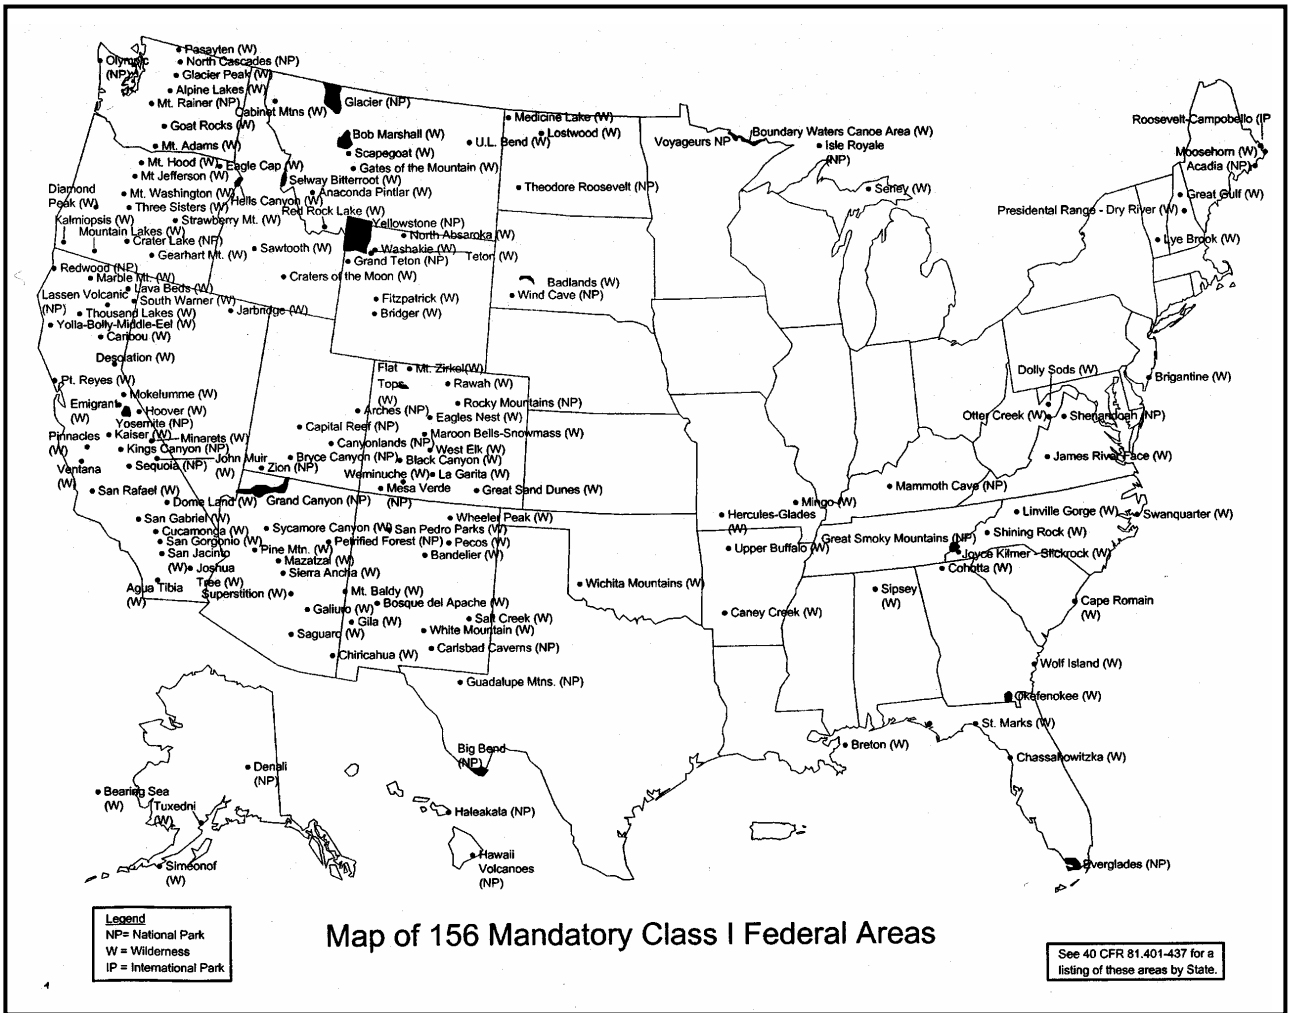 Pasayten (W)
Olympic
(NP)
North Cascades (NP)
Glacier Peak (W)
Alpine Lakes (W)
Mt. Rainer (NP)
Cabinet Mtns (W)
Glacier (NP)
Goat Rocks (W)
Mt. Adams (W)
Bob Marshall (W)
U.L. Bend (W)
Medicine Lake (W)
Lostwood (W)
Scapegoat (W)
Gates of the Mountain (W)
Mt. Hood (W)
Eagle Cap (W)
Mt Jefferson (W)
Selway Bitterroot (W)
Anaconda Pintlar (W)
Theodore Roosevelt (NP)
Diamond
Peak (W)
Mt. Washington (W)
Hells Canyon (W)
Three Sisters (W)
Red Rock Lake (W)
Kalmiopsis (W)
Strawberry Mt. (W)
Yellowstone (NP)
Mountain Lakes (W)
North Absaroka (W)
Crater Lake (NP)
Sawtooth (W)
Washakie (W)
Gearhart Mt. (W)
Teton (W)
Grand Teton (NP)
Redwood (NP)
Marble Mt. (W)
Craters of the Moon (W)
Lava Beds (W)
Badlands (W)
Lassen Volcanic
(NP)
South Warner (W)
Fitzpatrick (W)
Wind Cave (NP)
Thousand Lakes (W)
Jarbridge (W)
Bridger (W)
Yolla-Bolly-Middle-Eel (W)
Caribou (W)
Desolation (W)
Flat
Tops
(W)
Mt. Zirkel(W)
Pt. Reyes (W)
Rawah (W)
Mokelumme (W)
Emigrant
(W)
Hoover (W)
Rocky Mountains (NP)
Arches (NP)
Eagles Nest (W)
Yosemite (NP)
Capital Reef (NP)
Pinnacles
(W)
Kaiser (W)
Minarets (W)
Maroon Bells-Snowmass (W)
Canyonlands (NP)
Kings Canyon (NP)
West Elk (W)
John Muir
(W)
Bryce Canyon (NP)
Black Canyon (W)
Ventana
(W)
Sequoia (NP)
Zion (NP)
Weminuche (W)
La Garita (W)
San Rafael (W)
Mesa Verde
(NP)
Great Sand Dunes (W)
Dome Land (W)
Grand Canyon (NP)
San Gabriel (W)
Wheeler Peak (W)
Cucamonga (W)
Sycamore Canyon (W)
San Pedro Parks (W)
San Gorgonio (W)
Petrified Forest (NP)
Pecos (W)
San Jacinto
(W)
Pine Mtn. (W)
Bandelier (W)
Mazatzal (W)
Joshua
Tree (W)
Sierra Ancha (W)
Agua Tibia
(W)
Superstition (W)
Mt. Baldy (W)
Bosque del Apache (W)
Galiuro (W)
Gila (W)
Salt Creek (W)
White Mountain (W)
Saguaro (W)
Carlsbad Caverns (NP)
Chiricahua (W)
Guadalupe Mtns. (NP)
Wichita Mountains (W)
Big Bend
(NP)
Voyageurs NP
Boundary Waters Canoe Area (W)
Isle Royale
(NP)
Seney (W)
Roosevelt-Campobello (IP
Moosehorn (W)
Acadia (NP)
Great Gulf (W)
Presidental Range - Dry River (W)
Lye Brook (W)
Dolly Sods (W)
Brigantine (W)
Otter Creek (W)
Shenandoah (NP)
James River Face (W)
Mammoth Cave (NP)
Mingo (W)
Hercules-Glades
(W)
Linville Gorge (W)
Swanquarter (W)
Shining Rock (W)
Great Smoky Mountains (NP)
Upper Buffalo (W)
Joyce Kilmer - Slickrock (W)
Cohotta (W)
Sipsey
(W)
Cape Romain
(W)
Caney Creek (W)
Wolf Island (W)
Okefenokee (W)
St. Marks (W)
Breton (W)
Chassahowitzka (W)
Everglades (NP)
Denali
(NP)
Bearing Sea
(W)
Tuxedni
(W)
Simeonof
(W)
Haleakala (NP)
Hawaii
Volcanoes
(NP)
Legend
NP= National Park
W = Wilderness
IP = International Park
Map of 156 Mandatory Class I Federal Areas
See 40 CFR 81.401-437 for a
listing of these areas by State.